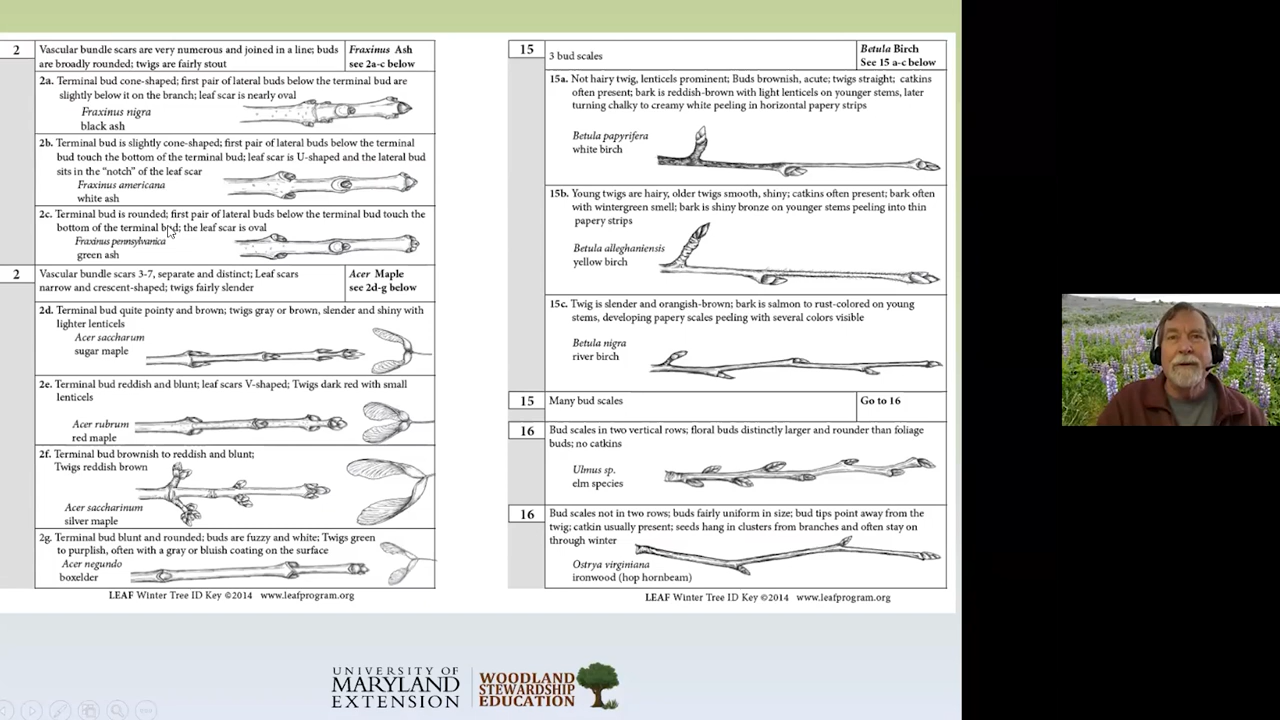 2
Vascular bundle scars are very numerous and joined in a line; buds
are broadly rounded; twigs are fairly stout
Fraxinus Ash
see 2a-c below
2a. Terminal bud cone-shaped; first pair of lateral buds below the terminal bud are
slightly below it on the branch; leaf scar is nearly oval
Fraxinus nigra
black ash
2b. Terminal bud is slightly cone-shaped; first pair of lateral buds below the terminal
bud touch the bottom of the terminal bud; leaf scar is U-shaped and the lateral bud
sits in the “notch” of the leaf scar
Fraxinus americana
white ash
2c. Terminal bud is rounded; first pair of lateral buds below the terminal bud touch the
bottom of the terminal bud; the leaf scar is oval
Fraxinus pennsylvanica
green ash
2
Vascular bundle scars 3-7, separate and distinct; Leaf scars
narrow and crescent-shaped; twigs fairly slender
Acer Maple
see 2d-g below
2d. Terminal bud quite pointy and brown; twigs gray or brown, slender and shiny with
lighter lenticels
Acer saccharum
sugar maple
2e. Terminal bud reddish and blunt; leaf scars V-shaped; Twigs dark red with small
lenticels
Acer rubrum
red maple
2f. Terminal bud brownish to reddish and blunt;
Twigs reddish brown
Acer saccharinum
silver maple
2g. Terminal bud blunt and rounded; buds are fuzzy and white; Twigs green
to purplish, often with a gray or bluish coating on the surface
Acer negundo
boxelder
LEAF Winter Tree ID Key ©2014 www.leafprogram.org
15
3 bud scales
Betula Birch
See 15 a-c below
15a. Not hairy twig, lenticels prominent; Buds brownish, acute; twigs straight; catkins
often present; bark is reddish-brown with light lenticels on younger stems, later
turning chalky to creamy white peeling in horizontal papery strips
Betula papyrifera
white birch
15b. Young twigs are hairy, older twigs smooth, shiny; catkins often present; bark often
with wintergreen smell; bark is shiny bronze on younger stems peeling into thin
papery strips
Betula alleghaniensis
yellow birch
15c. Twig is slender and orangish-brown; bark is salmon to rust-colored on young
stems, developing papery scales peeling with several colors visible
Betula nigra
river birch
15
Many bud scales
Go to 16
16
Bud scales in two vertical rows; floral buds distinctly larger and rounder than foliage
buds; no catkins
Ulmus sp.
elm species
16
Bud scales not in two rows; buds fairly uniform in size; bud tips point away from the
twig; catkin usually present; seeds hang in clusters from branches and often stay on
through winter
Ostrya virginiana
ironwood (hop hornbeam)
LEAF Winter Tree ID Key ©2014 www.leafprogram.org
UNIVERSITY OF
MARYLAND
EXTENSION
WOODLAND
STEWARDSHIP
EDUCATION